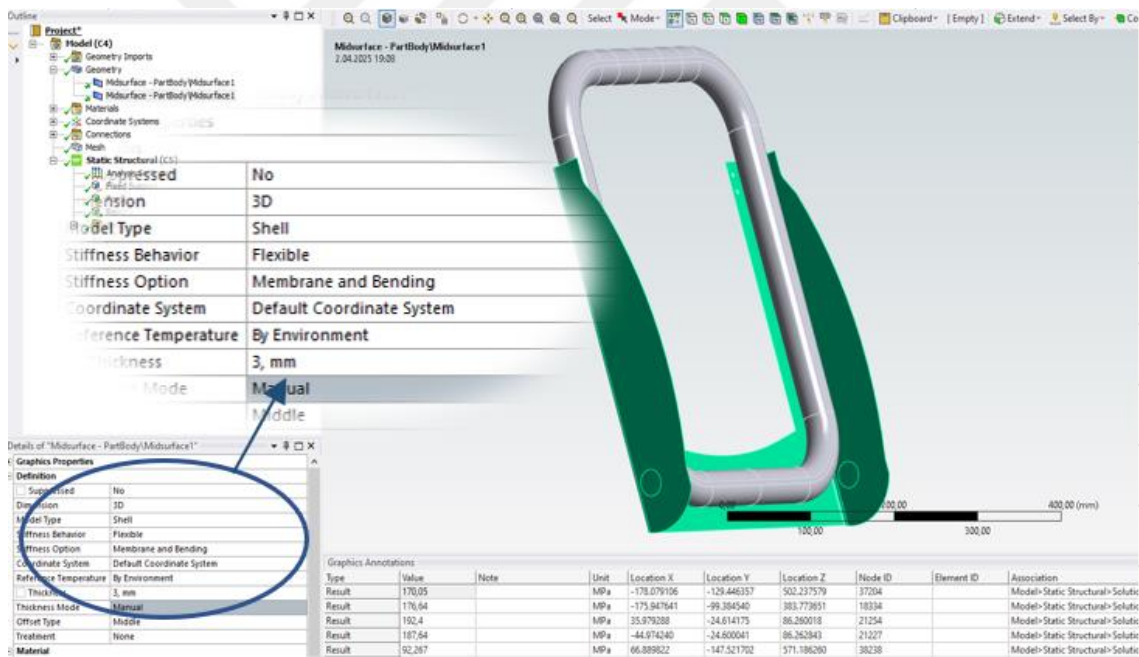 Outline
Select Mode Clipboard [ Empty ] Extend Select By Co
Project*
Model (C4)
Geometry Imports
Geometry
Midsurface - PartBody\Midsurface1
Midsurface - PartBody\Midsurface1
Materials
Coordinate Systems
Connections
Mesh
Static Structural (C5)
Midsurface - PartBody\Midsurface1
2.04.2025 19:08
pressed No
nsion 3D
odel Type Shell
Stiffness Behavior Flexible
Stiffness Option Membrane and Bending
Coordinate System Default Coordinate System
Reference Temperature By Environment
Thickness 3, mm
Mode Manual
Middle
Details of "Midsurface - PartBody\Midsurface1"
Graphics Properties
Definition
Suppressed No
Dimension 3D
Model Type Shell
Stiffness Behavior Flexible
Stiffness Option Membrane and Bending
Coordinate System Default Coordinate System
Reference Temperature By Environment
Thickness 3, mm
Thickness Mode Manual
Offset Type Middle
Treatment None
Material
0,00 200,00 400,00 (mm)
100,00 300,00
Graphics Annotations
Type Value Note Unit Location X Location Y Location Z Node ID Element ID Association
Result 170,05 MPa -178.079106 -129.446357 502.237579 37204 Model>Static Structural>Solutio
Result 176,64 MPa -175.947641 -99.384540 383.773651 18334 Model>Static Structural>Solutio
Result 192,4 MPa 35.979288 -24.614175 86.260018 21254 Model>Static Structural>Solutio
Result 187,64 MPa -44.974240 -24.600041 86.262843 21227 Model>Static Structural>Solutio
Result 92,267 MPa 66.889822 -147.521702 571.186260 38238 Model>Static Structural>Solutio